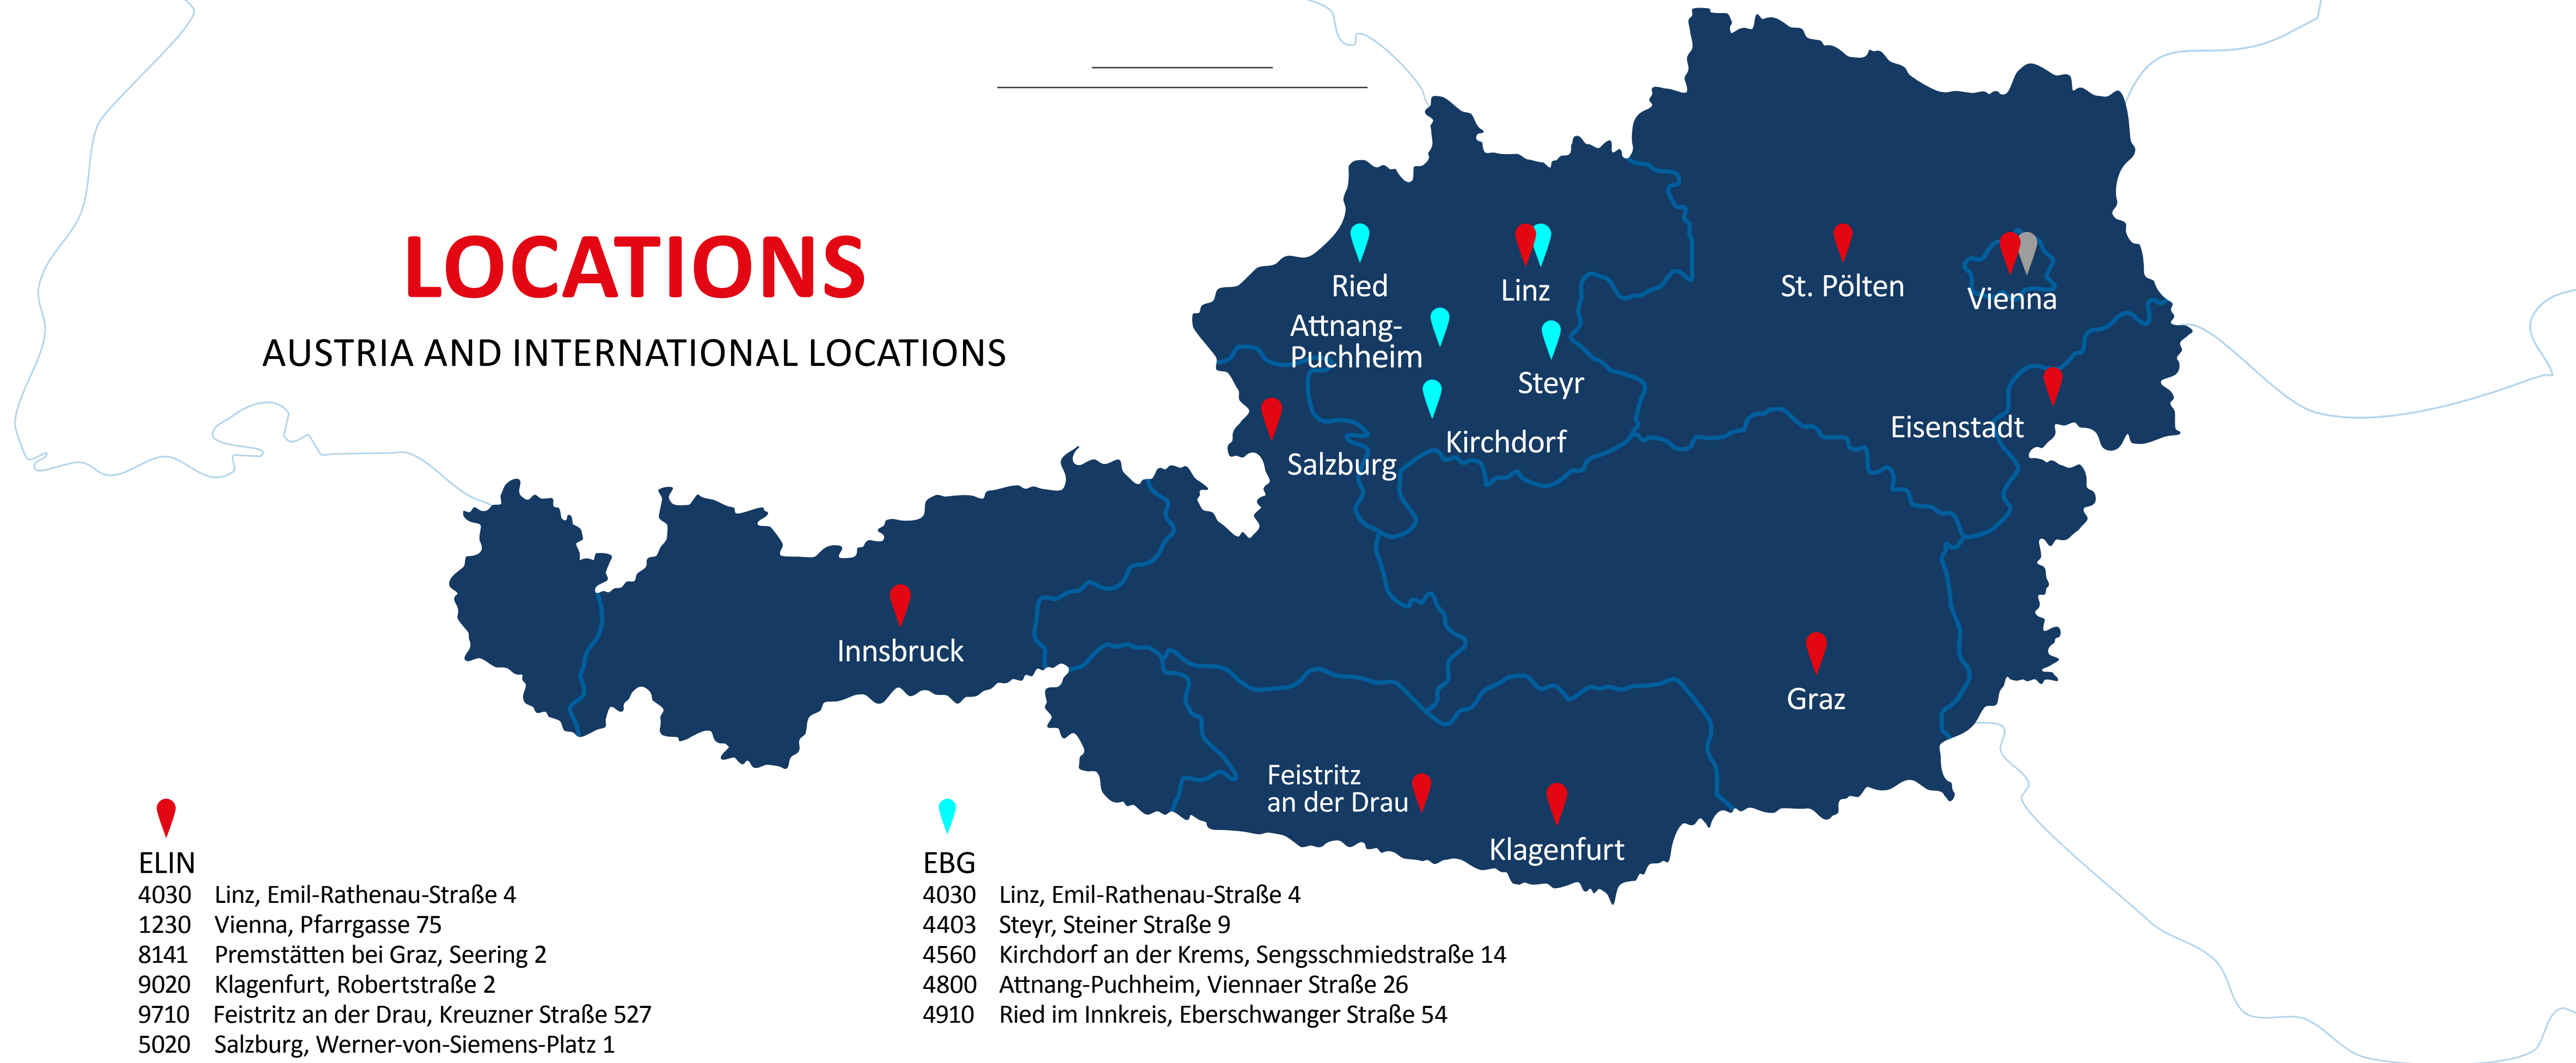 LOCATIONS
AUSTRIA AND INTERNATIONAL LOCATIONS
Ried
Linz
St. Pölten
Vienna
Attnang-
Puchheim
Steyr
Eisenstadt
Kirchdorf
Salzburg
Innsbruck
Graz
Feistritz
an der Drau
Klagenfurt
ELIN
4030 Linz, Emil-Rathenau-Straße 4
1230 Vienna, Pfarrgasse 75
8141 Premstätten bei Graz, Seering 2
9020 Klagenfurt, Robertstraße 2
9710 Feistritz an der Drau, Kreuzner Straße 527
5020 Salzburg, Werner-von-Siemens-Platz 1
EBG
4030 Linz, Emil-Rathenau-Straße 4
4403 Steyr, Steiner Straße 9
4560 Kirchdorf an der Krems, Sengsschmiedstraße 14
4800 Attnang-Puchheim, Viennaer Straße 26
4910 Ried im Innkreis, Eberschwanger Straße 54